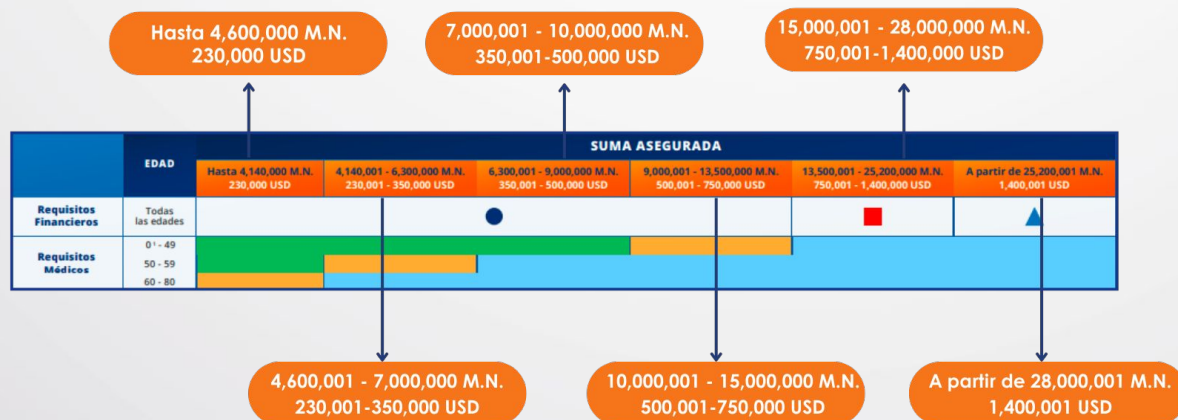 Hasta 4,600,000 M.N.
230,000 USD
7,000,001 - 10,000,000 M.N.
350,001-500,000 USD
15,000,001 - 28,000,000 M.N.
750,001-1,400,000 USD
EDAD
SUMA ASEGURADA
Hasta 4,140,000 M.N.
230,000 USD
4,140,001 - 6,300,000 M.N.
230,001 - 350,000 USD
6,300,001 - 9,000,000 M.N.
350,001 - 500,000 USD
9,000,001 - 13,500,000 M.N.
500,001 - 750,000 USD
13,500,001 - 25,200,000 M.N.
750,001 - 1,400,000 USD
A partir de 25,200,001 M.N.
1,400,001 USD
Requisitos
Financieros
Todas
las edades
Requisitos
Médicos
0¹ - 49
50 - 59
60 - 80
4,600,001 - 7,000,000 M.N.
230,001-350,000 USD
10,000,001 - 15,000,000 M.N.
500,001-750,000 USD
A partir de 28,000,001 M.N.
1,400,001 USD